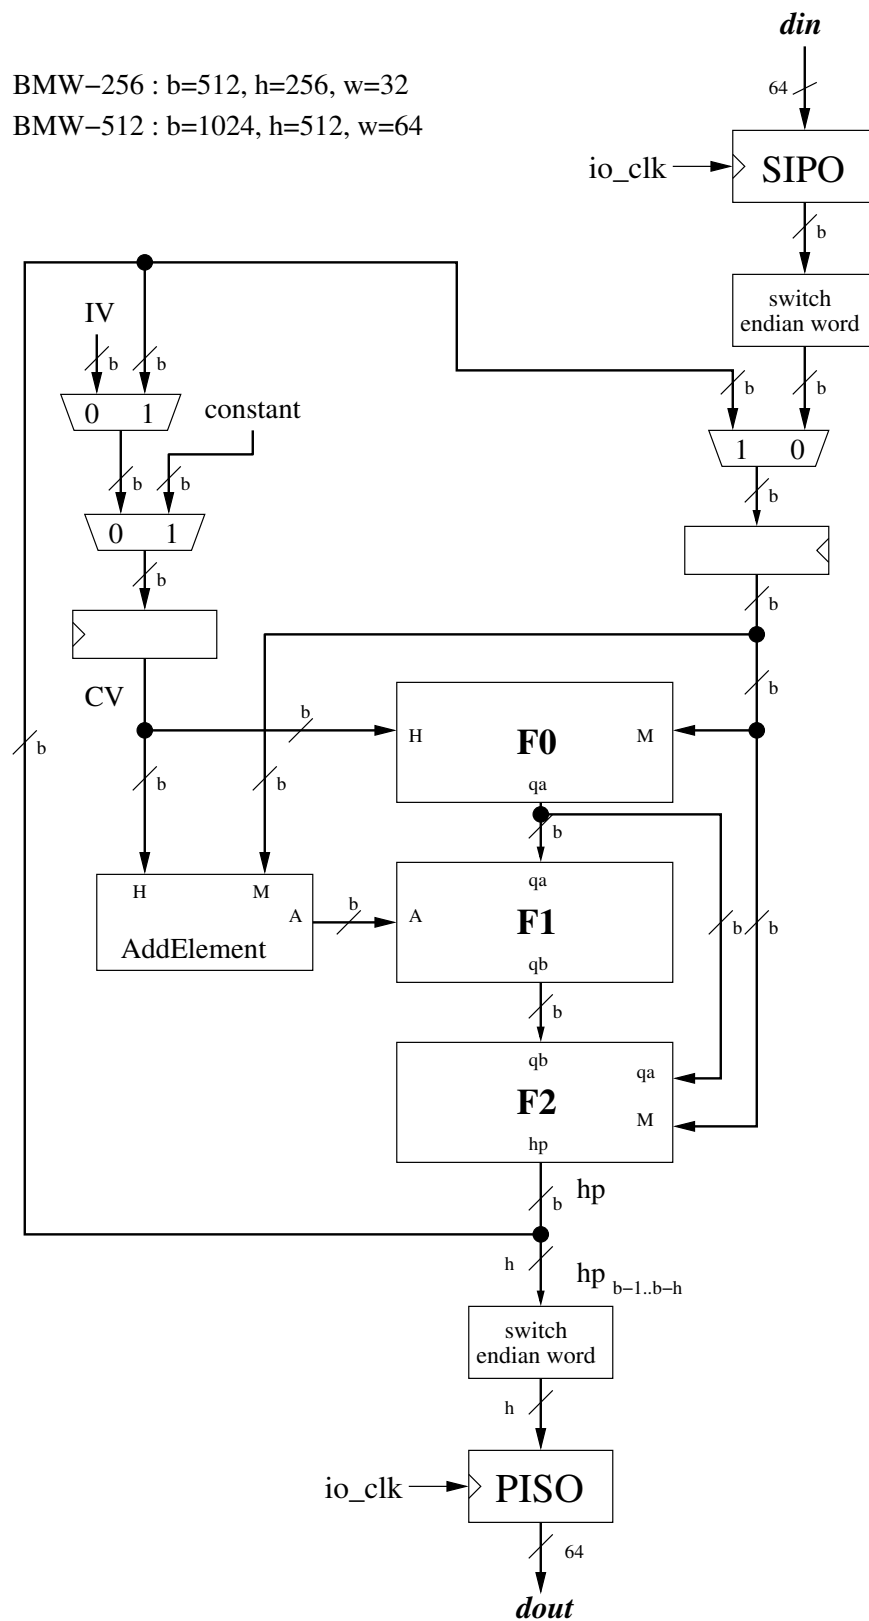 din
BMW−256 : b=512, h=256, w=32
64
BMW−512 : b=1024, h=512, w=64
io_clk
SIPO
b
switch
endian word
IV
b
b
b
b
0 1
constant
1 0
b
b
b
0 1
b
b
CV
b
b
H
F0
M
b
b
b
qa
b
H
M
qa
A
b
A
F1
b
b
AddElement
qb
b
qb
qa
F2
M
hp
b
hp
h
hp b−1..b−h
switch
endian word
h
io_clk
PISO
64
dout